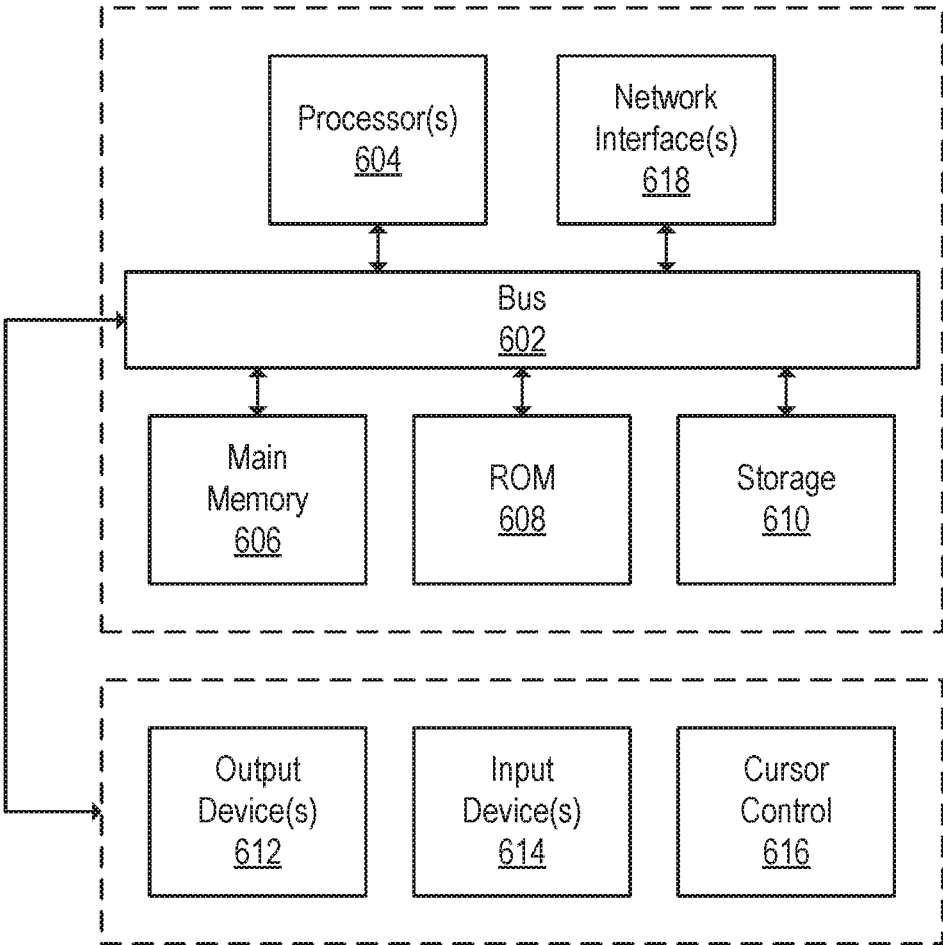 Processor(s)
604
Network
Interface(s)
618
Bus
602
Main
Memory
606
ROM
608
Storage
610
Output
Device(s)
612
Input
Device(s)
614
Cursor
Control
616